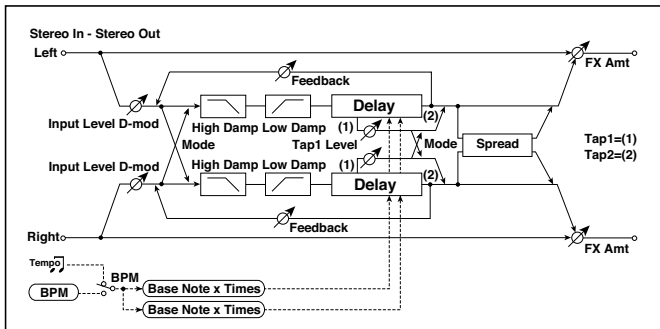 Stereo In - Stereo Out
Left
FX Amt
Feedback
Input Level D-mod
High Damp Low Damp
Delay
(1)
(2)
Tap1 Level
Mode
Mode
Spread
Tap1=(1)
Tap2=(2)
Input Level D-mod
High Damp Low Damp
(1)
Delay
(2)
Feedback
Right
FX Amt
Tempo
BPM
BPM
Base Note x Times
Base Note x Times